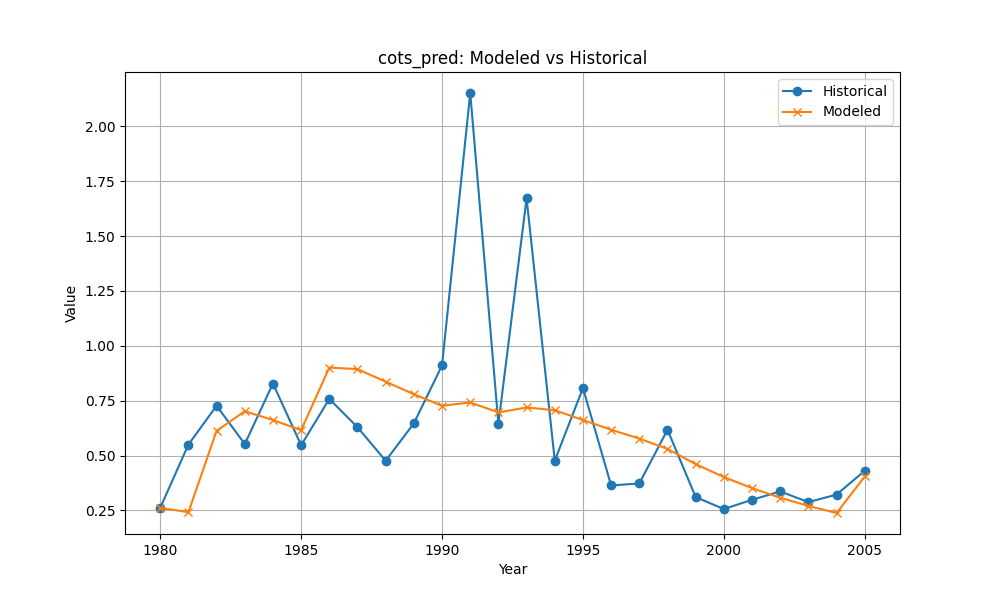 cots_pred: Modeled vs Historical
Historical
Modeled
Value
2.00
1.75
1.50
1.25
1.00
0.75
0.50
0.25
1980 1985 1990 1995 2000 2005
Year